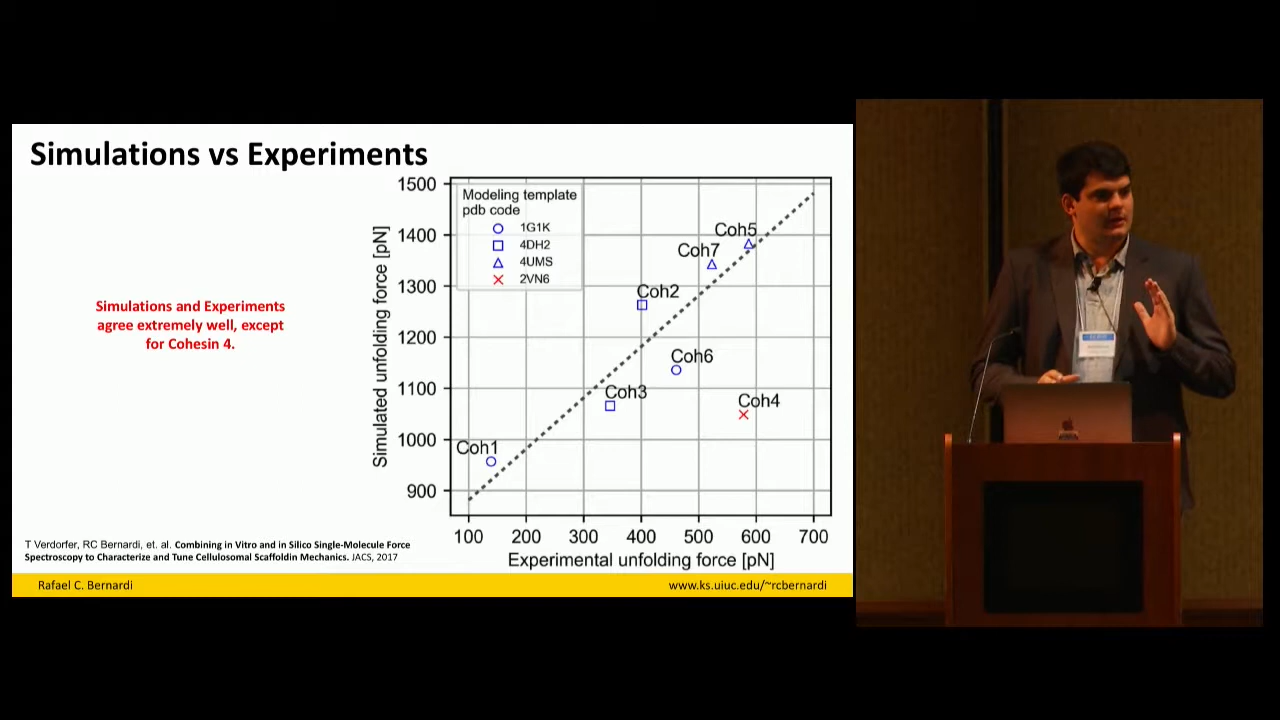 Simulations vs Experiments
Simulations and Experiments
agree extremely well, except
for Cohesin 4.
Simulated unfolding force [pN]
1500
1400
1300
1200
1100
1000
900
Modeling template
pdb code
1G1K
4DH2
4UMS
2VN6
Coh5
Coh7
Coh2
Coh6
Coh3
Coh4
Coh1
100 200 300 400 500 600 700
Experimental unfolding force [pN]
T Verdorfer, RC Bernardi, et. al. Combining in Vitro and in Silico Single-Molecule Force
Spectroscopy to Characterize and Tune Cellulosomal Scaffoldin Mechanics. JACS, 2017
Rafael C. Bernardi
www.ks.uiuc.edu/~rcbernardi